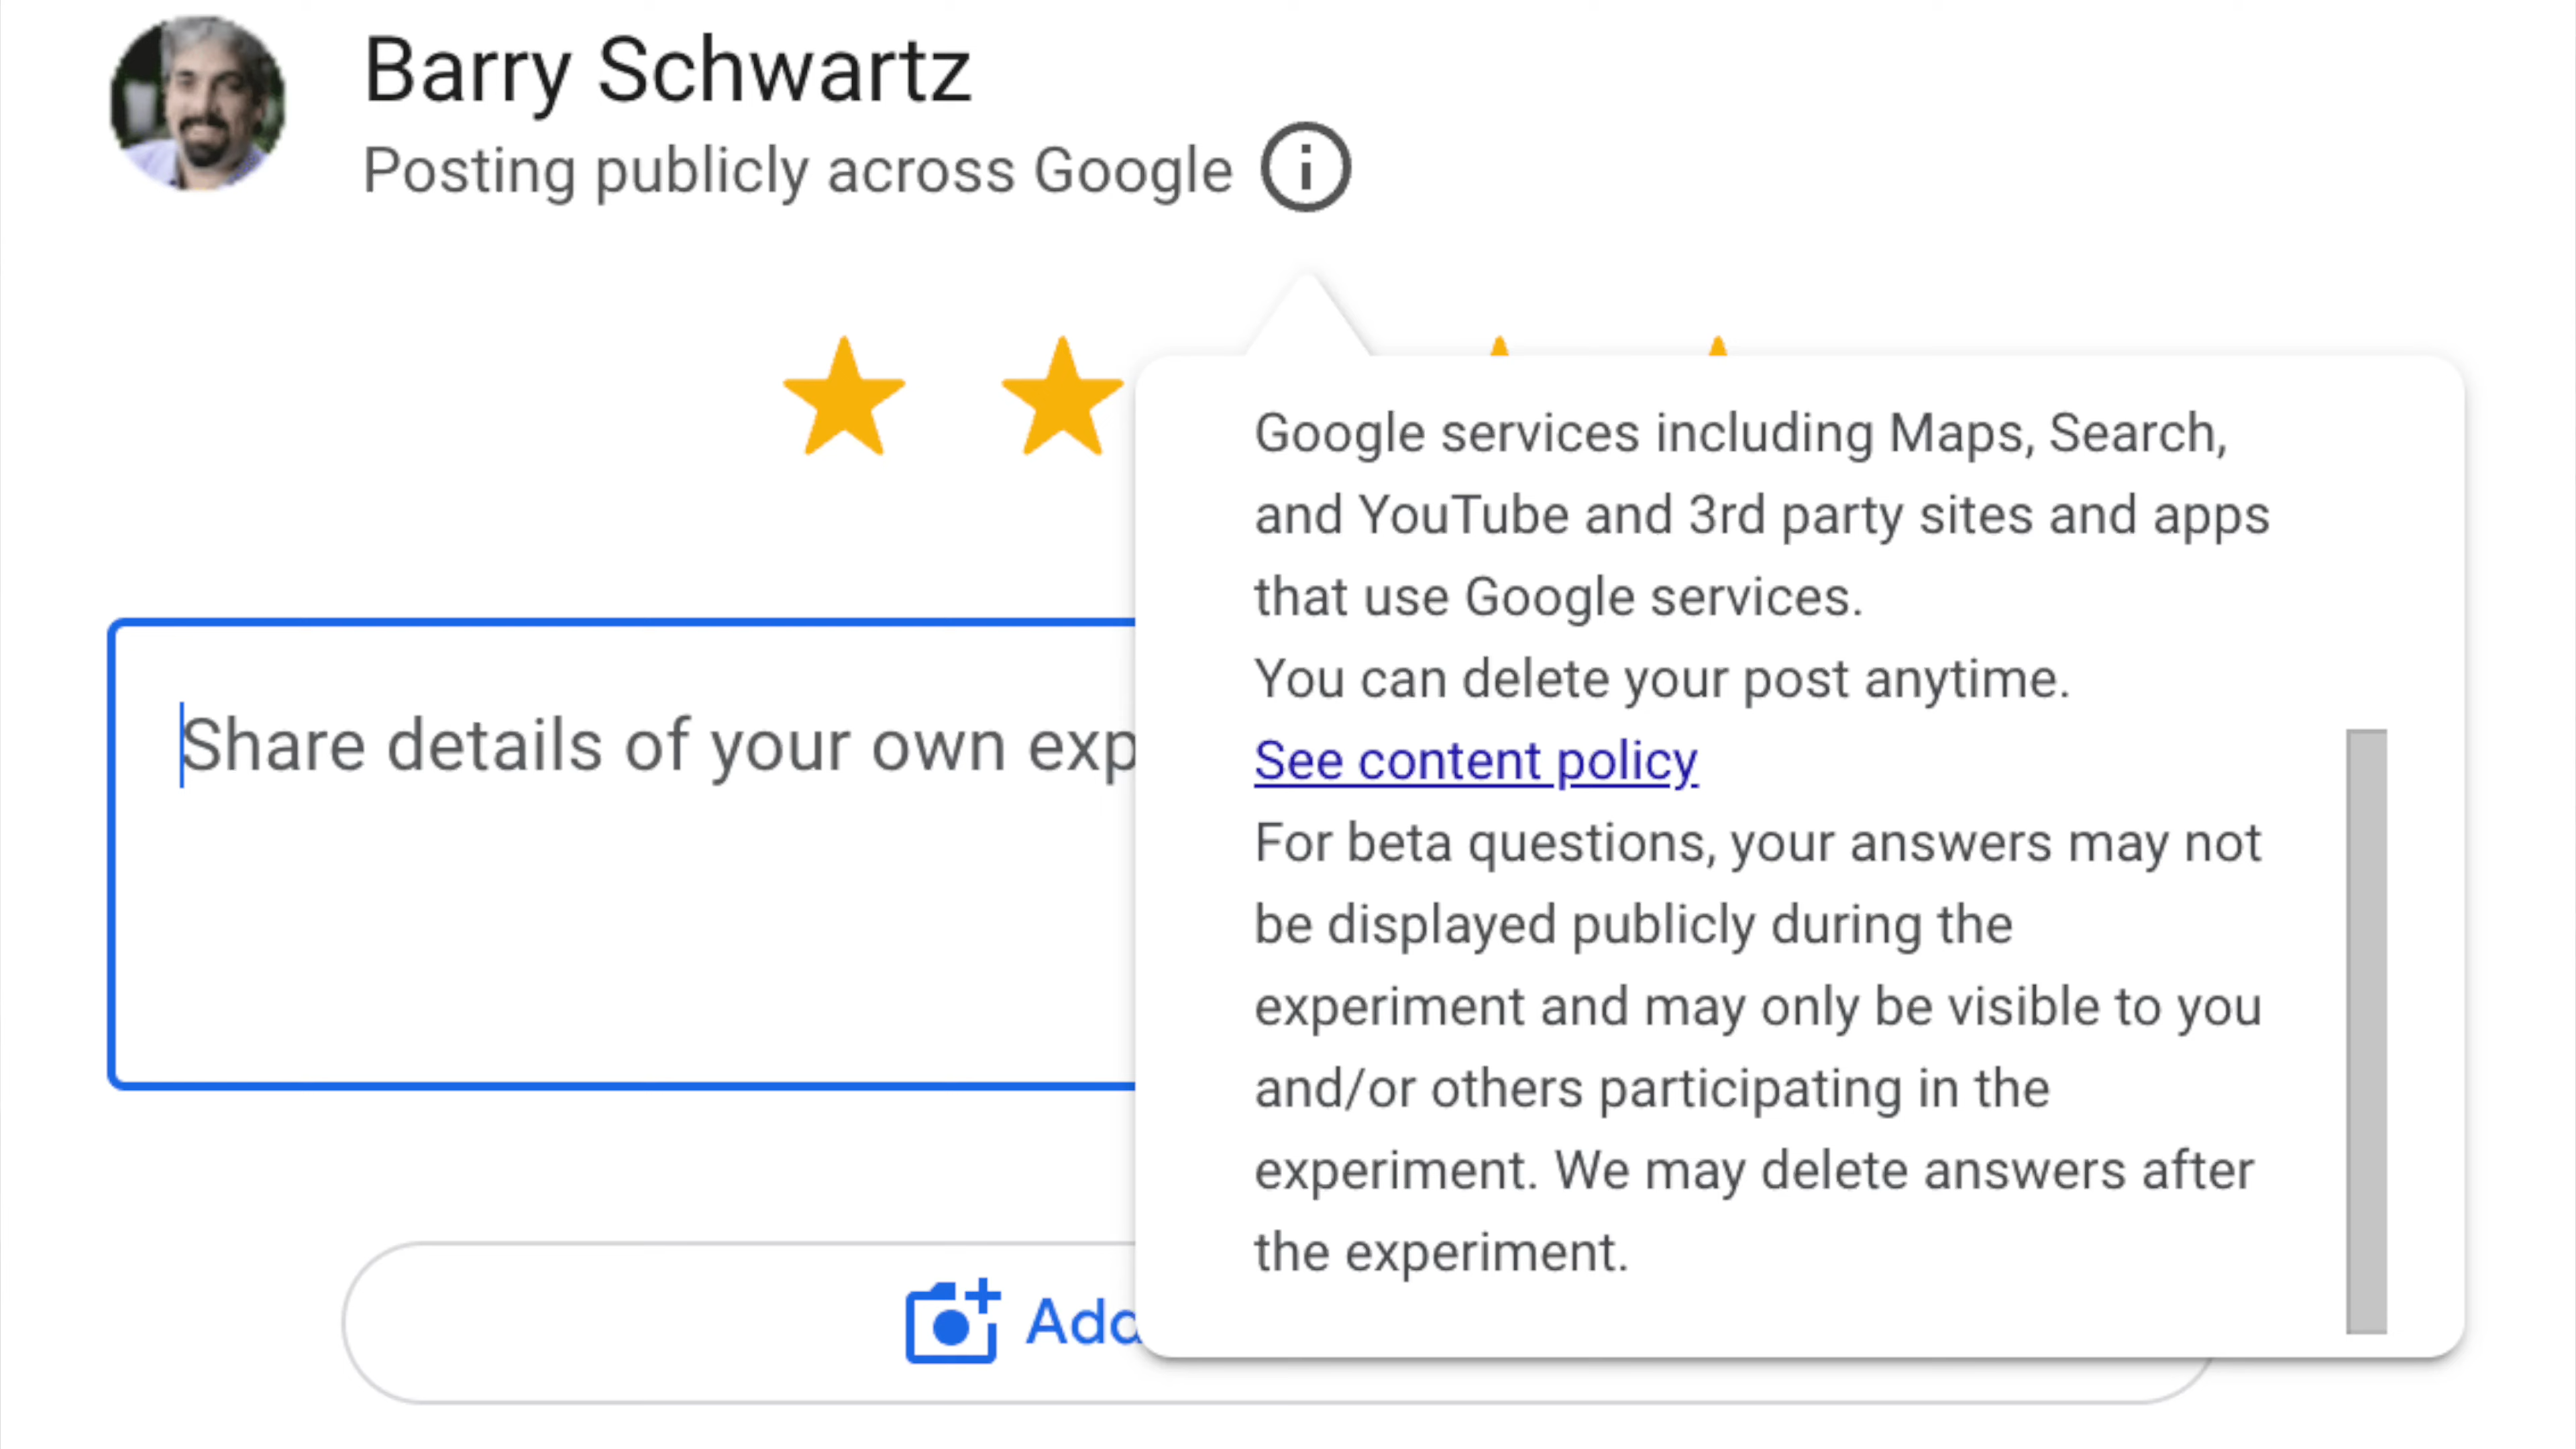 Barry Schwartz
Posting publicly across Google
Google services including Maps, Search,
and YouTube and 3rd party sites and apps
that use Google services.
You can delete your post anytime.
See content policy
For beta questions, your answers may not
be displayed publicly during the
experiment and may only be visible to you
and/or others participating in the
experiment. We may delete answers after
the experiment.
Share details of your own exp
Add